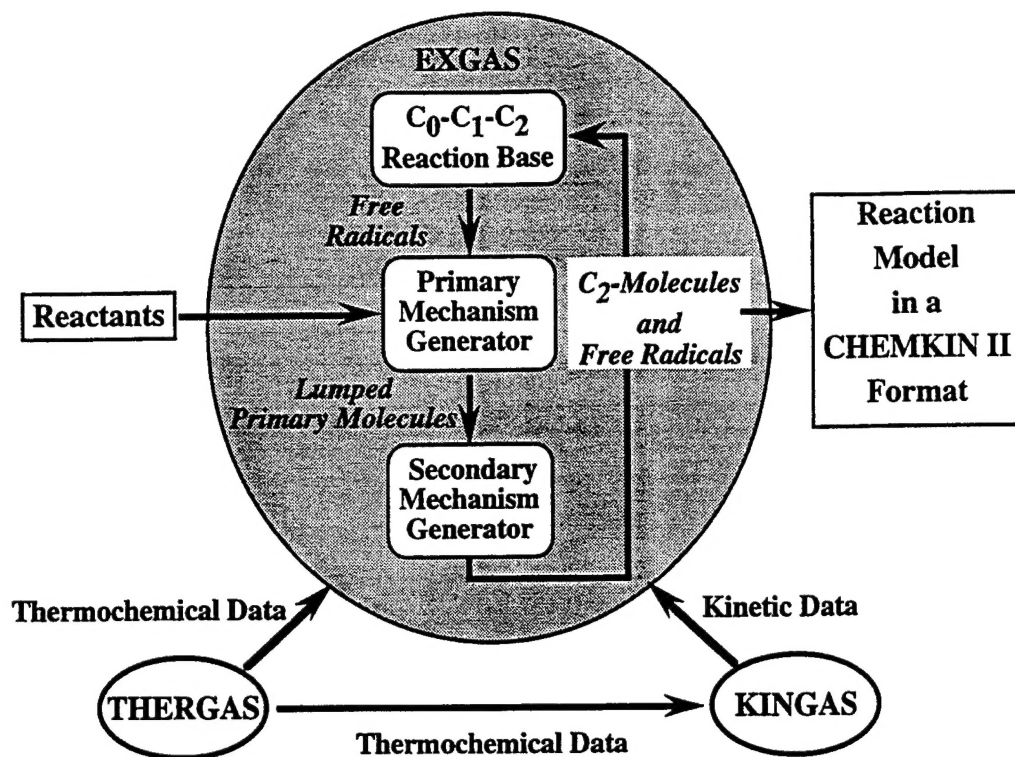 EXGAS
C0-C1-C2
Reaction Base
Free
Radicals
Primary
Mechanism
Generator
C2-Molecules
and
Free Radicals
Reactants
Reaction
Model
in a
CHEMKIN II
Format
Lumped
Primary Molecules
Secondary
Mechanism
Generator
Thermochemical Data
Kinetic Data
THERGAS
KINGAS
Thermochemical Data